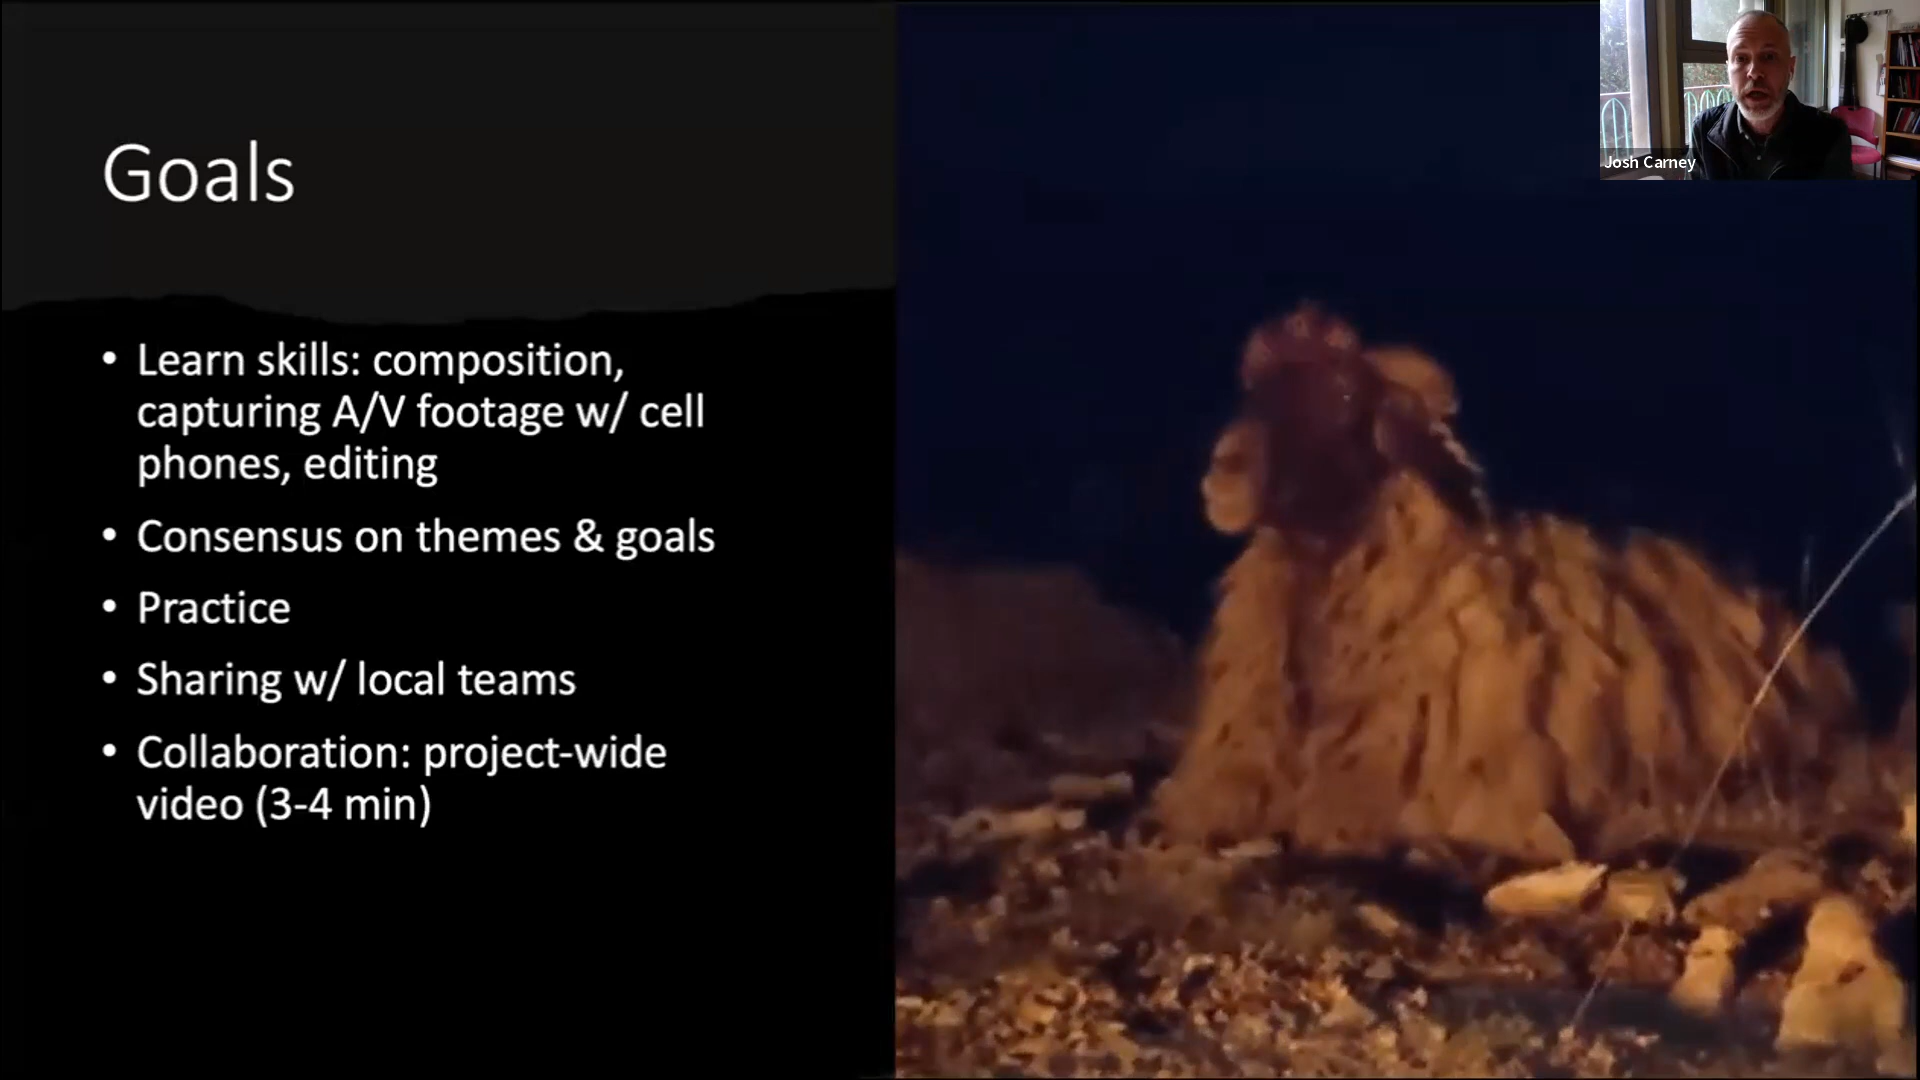 Goals
• Learn skills: composition,
capturing A/V footage w/ cell
phones, editing
• Consensus on themes & goals
• Practice
• Sharing w/ local teams
• Collaboration: project-wide
video (3-4 min)
Josh Carney